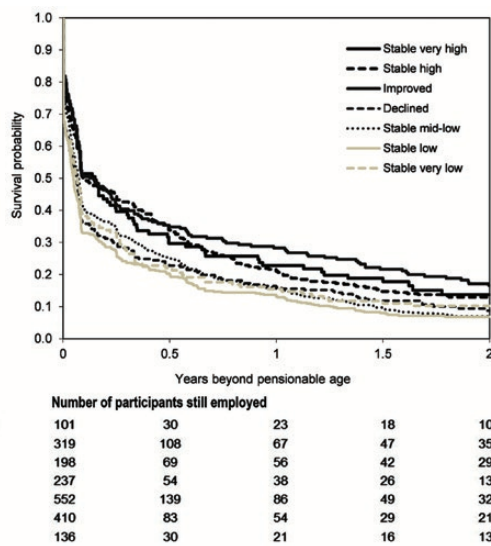 1.0
0.9
0.8
0.7
0.6
0.5
0.4
0.3
0.2
0.1
0
Survival probability
Stable very high
Stable high
Improved
Declined
Stable mid-low
Stable low
Stable very low
0 0.5 1 1.5 2
Years beyond pensionable age
Number of participants still employed
101 30 23 18 10
319 108 67 47 35
198 69 56 42 29
237 54 38 26 13
552 139 86 49 32
410 83 54 29 21
136 30 21 16 13